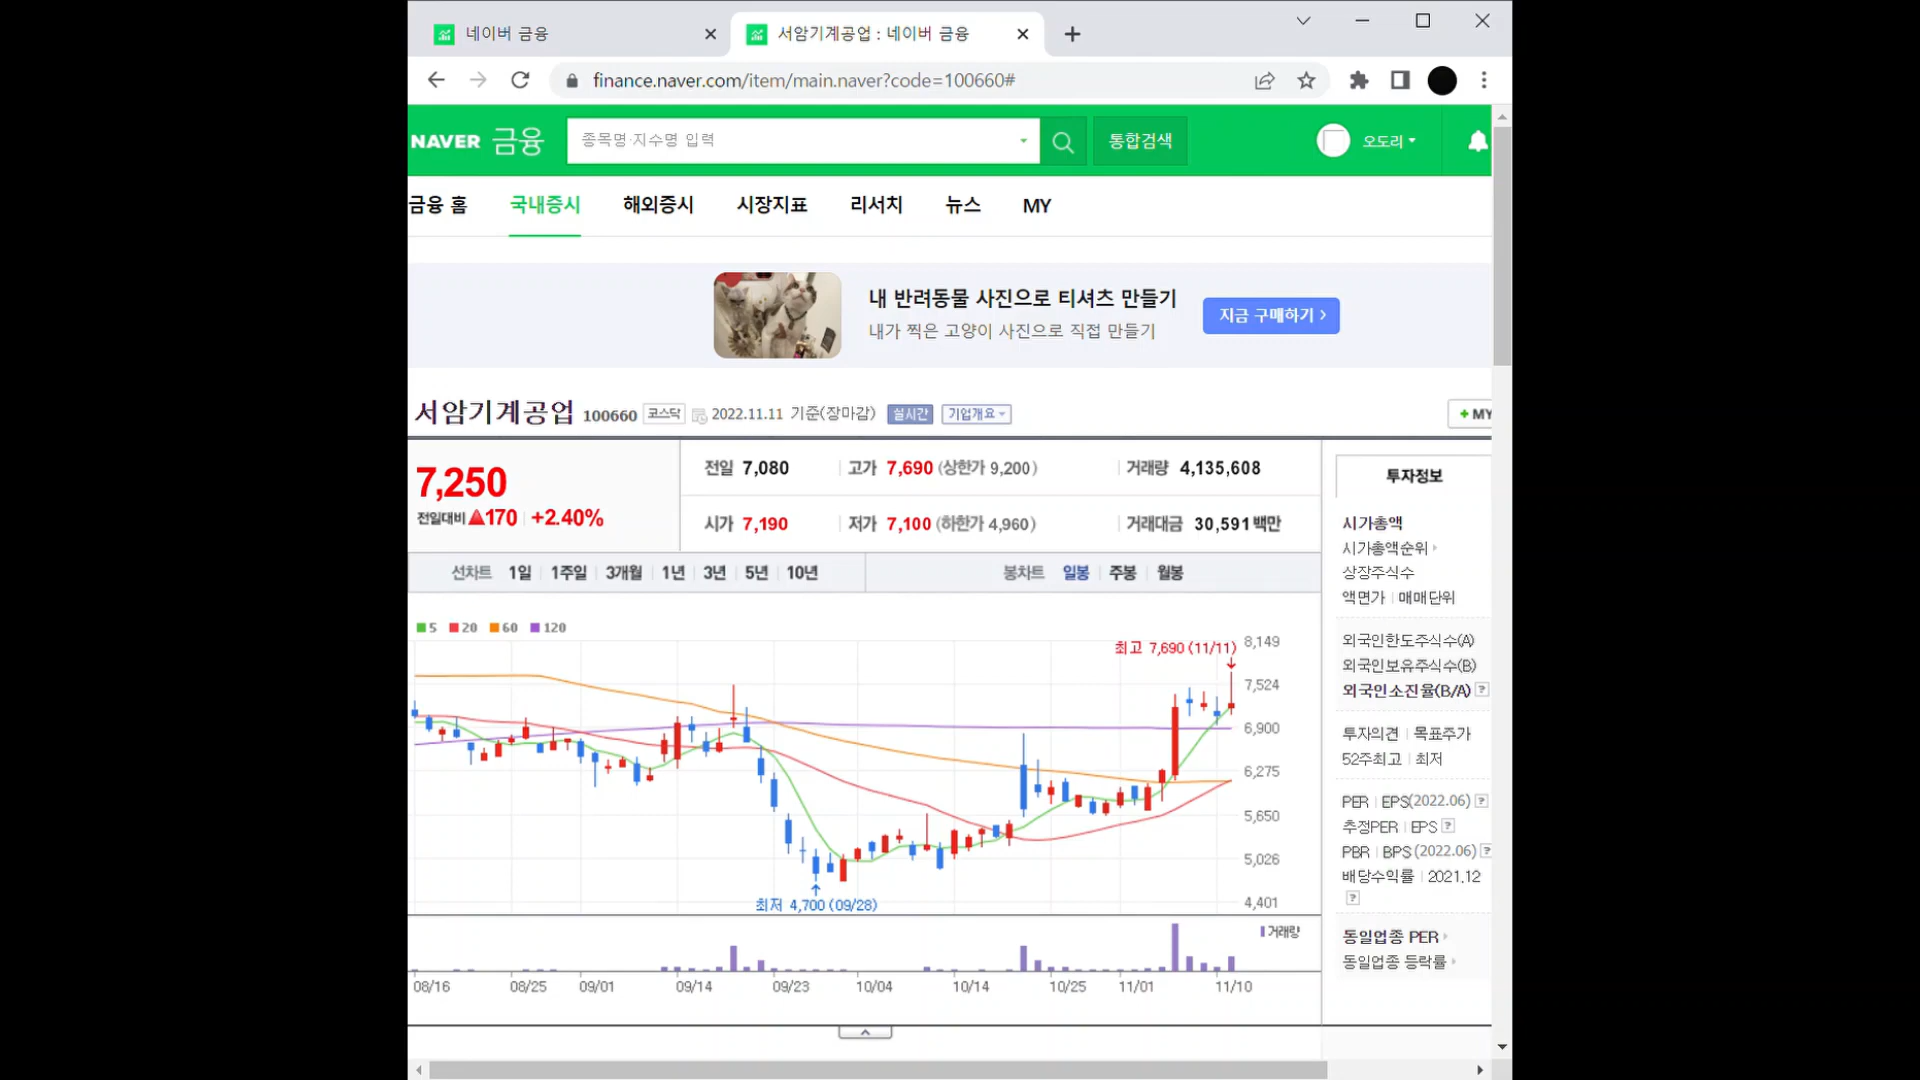 네이버 금융
서암기계공업 : 네이버 금융
finance.naver.com/item/main.naver?code=100660#
NAVER 금융
종목명·지수명 입력
통합검색
오도리
금융 홈 국내증시 해외증시 시장지표 리서치 뉴스 MY
내 반려동물 사진으로 티셔츠 만들기
내가 찍은 고양이 사진으로 직접 만들기
지금 구매하기
서암기계공업 100660 코스닥 2022.11.11 기준(장마감) 실시간 기업개요
+ MY
7,250
전일대비 170 +2.40%
전일 7,080 고가 7,690 (상한가 9,200) 거래량 4,135,608
시가 7,190 저가 7,100 (하한가 4,960) 거래대금 30,591 백만
선차트 1일 1주일 3개월 1년 3년 5년 10년
봉차트 일봉 주봉 월봉
5 20 60 120
최고 7,690 (11/11)
8,149
7,524
6,900
6,275
5,650
5,026
4,401
최저 4,700 (09/28)
거래량
08/16 08/25 09/01 09/14 09/23 10/04 10/14 10/25 11/01 11/10
투자정보
시가총액
시가총액순위
상장주식수
액면가 | 매매단위
외국인한도주식수(A)
외국인보유주식수(B)
외국인소진율(B/A) ?
투자의견 | 목표주가
52주최고 | 최저
PER | EPS(2022.06) ?
추정PER | EPS ?
PBR | BPS (2022.06) ?
배당수익률 | 2021.12
?
동일업종 PER
동일업종 등락률